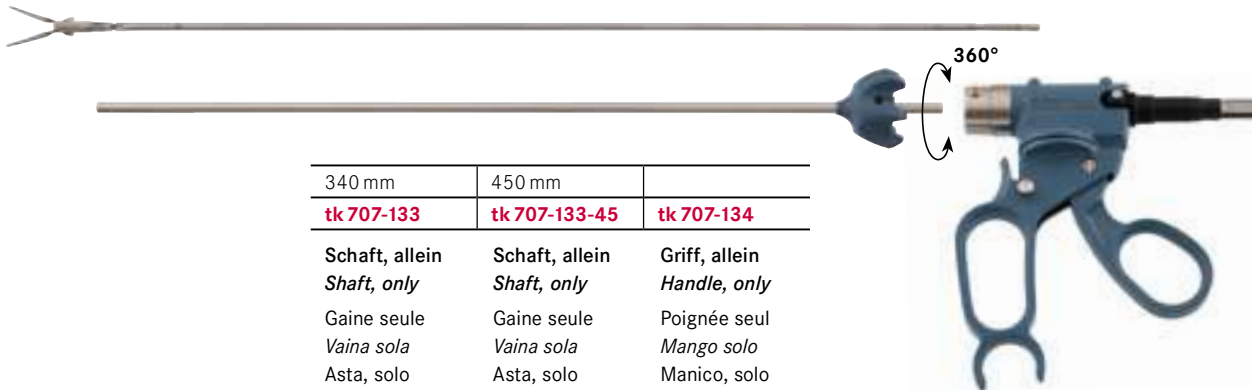 360°
340 mm 450 mm
tk 707-133 tk 707-133-45 tk 707-134
Schaft, allein Schaft, allein Griff, allein
Shaft, only Shaft, only Handle, only
Gaine seule Gaine seule Poignée seul
Vaina sola Vaina sola Mango solo
Asta, solo Asta, solo Manico, solo